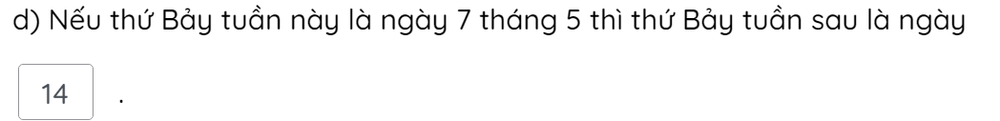 d) Nếu thứ Bảy tuần này là ngày 7 tháng 5 thì thứ Bảy tuần sau là ngày
14 .